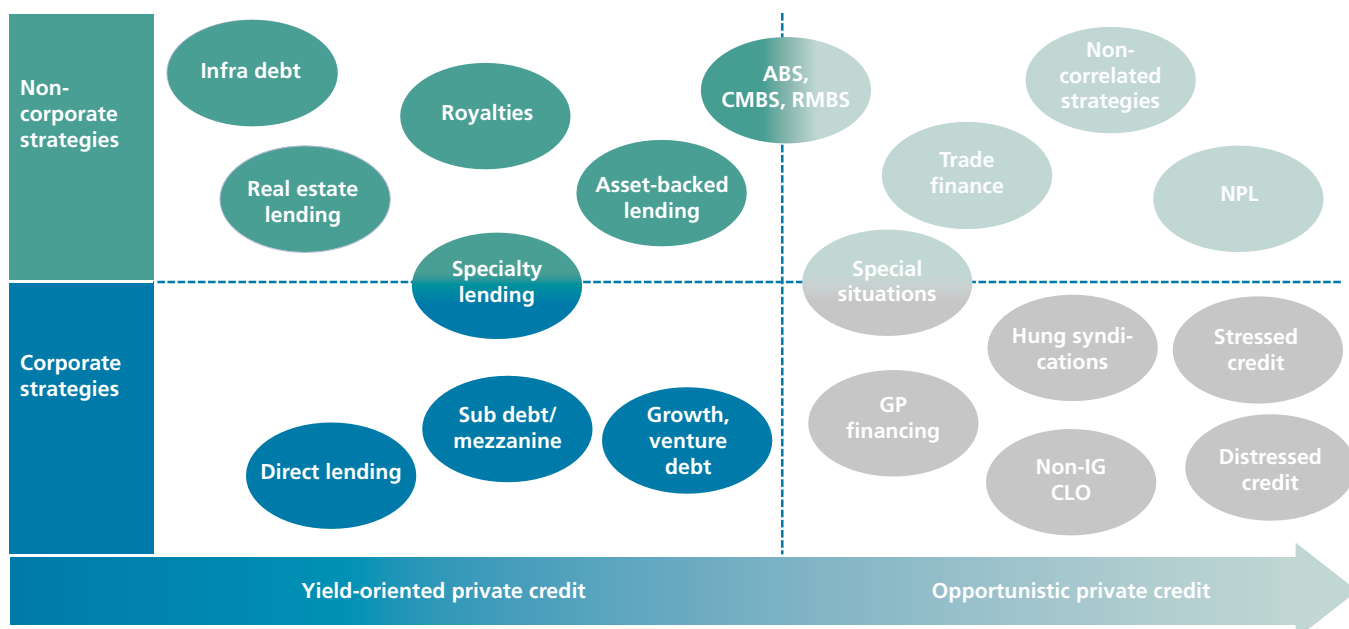 Non-
corporate
strategies
Infra debt
Royalties
ABS,
CMBS, RMBS
Non-
correlated
strategies
Real estate
lending
Asset-backed
lending
Trade
finance
NPL
Specialty
lending
Special
situations
Corporate
strategies
Direct lending
Sub debt/
mezzanine
Growth,
venture
debt
GP
financing
Hung syndi-
cations
Stressed
credit
Non-IG
CLO
Distressed
credit
Yield-oriented private credit
Opportunistic private credit